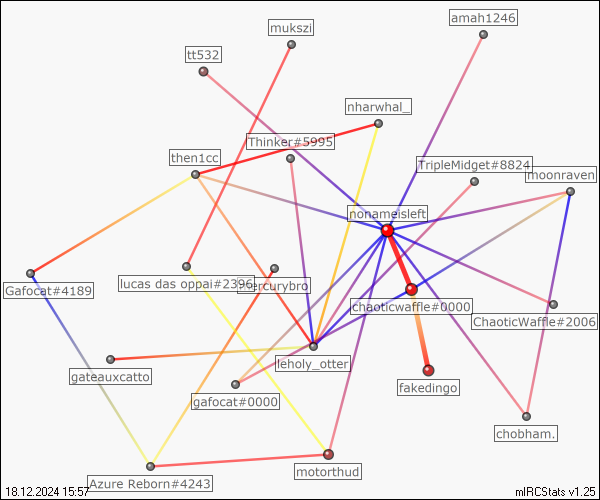 amah1246
mukszi
tt532
nharwhal_
Thinker#5995
then1cc
TripleMidget#8824
moonraven
nonameisleft
lucas das oppai#2396
mercurybro
Gafocat#4189
chaoticwaffle#0000
ChaoticWaffle#2006
leholy_otter
gateauxcatto
fakedingo
gafocat#0000
chobham.
motorthud
Azure Reborn#4243
18.12.2024 15:57
mIRCStats v1.25